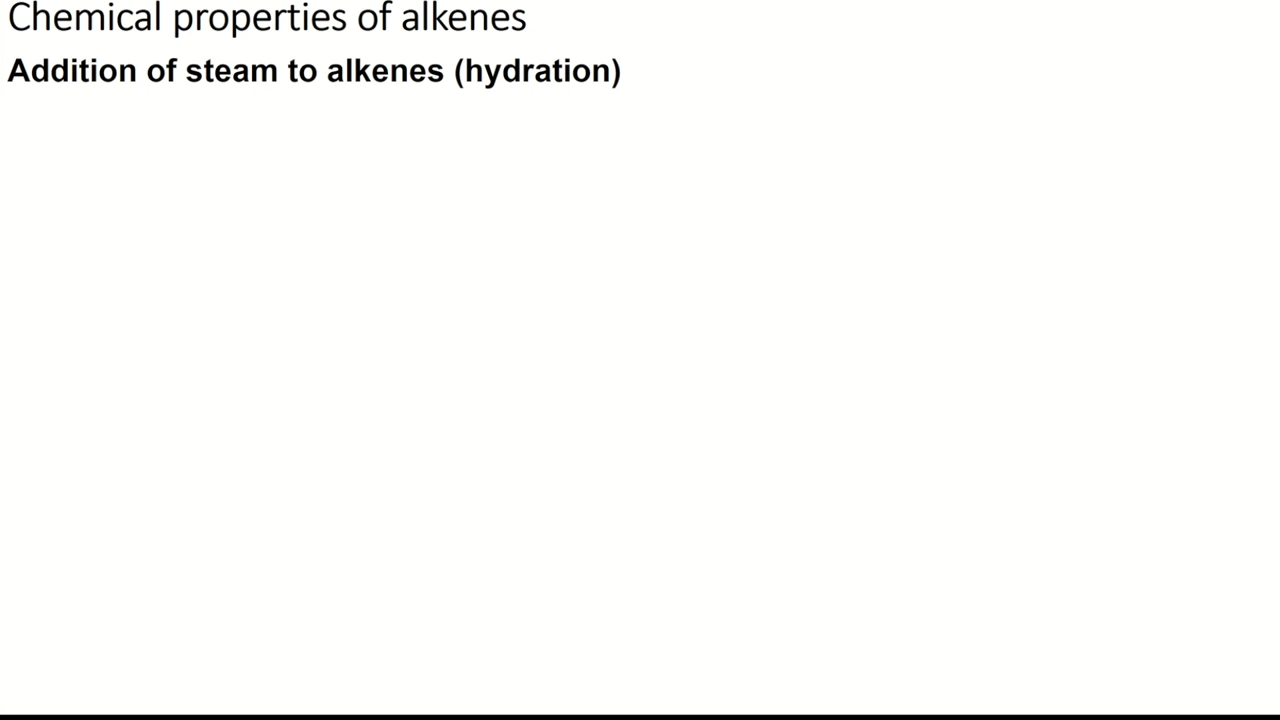 Chemical properties of alkenes
Addition of steam to alkenes (hydration)